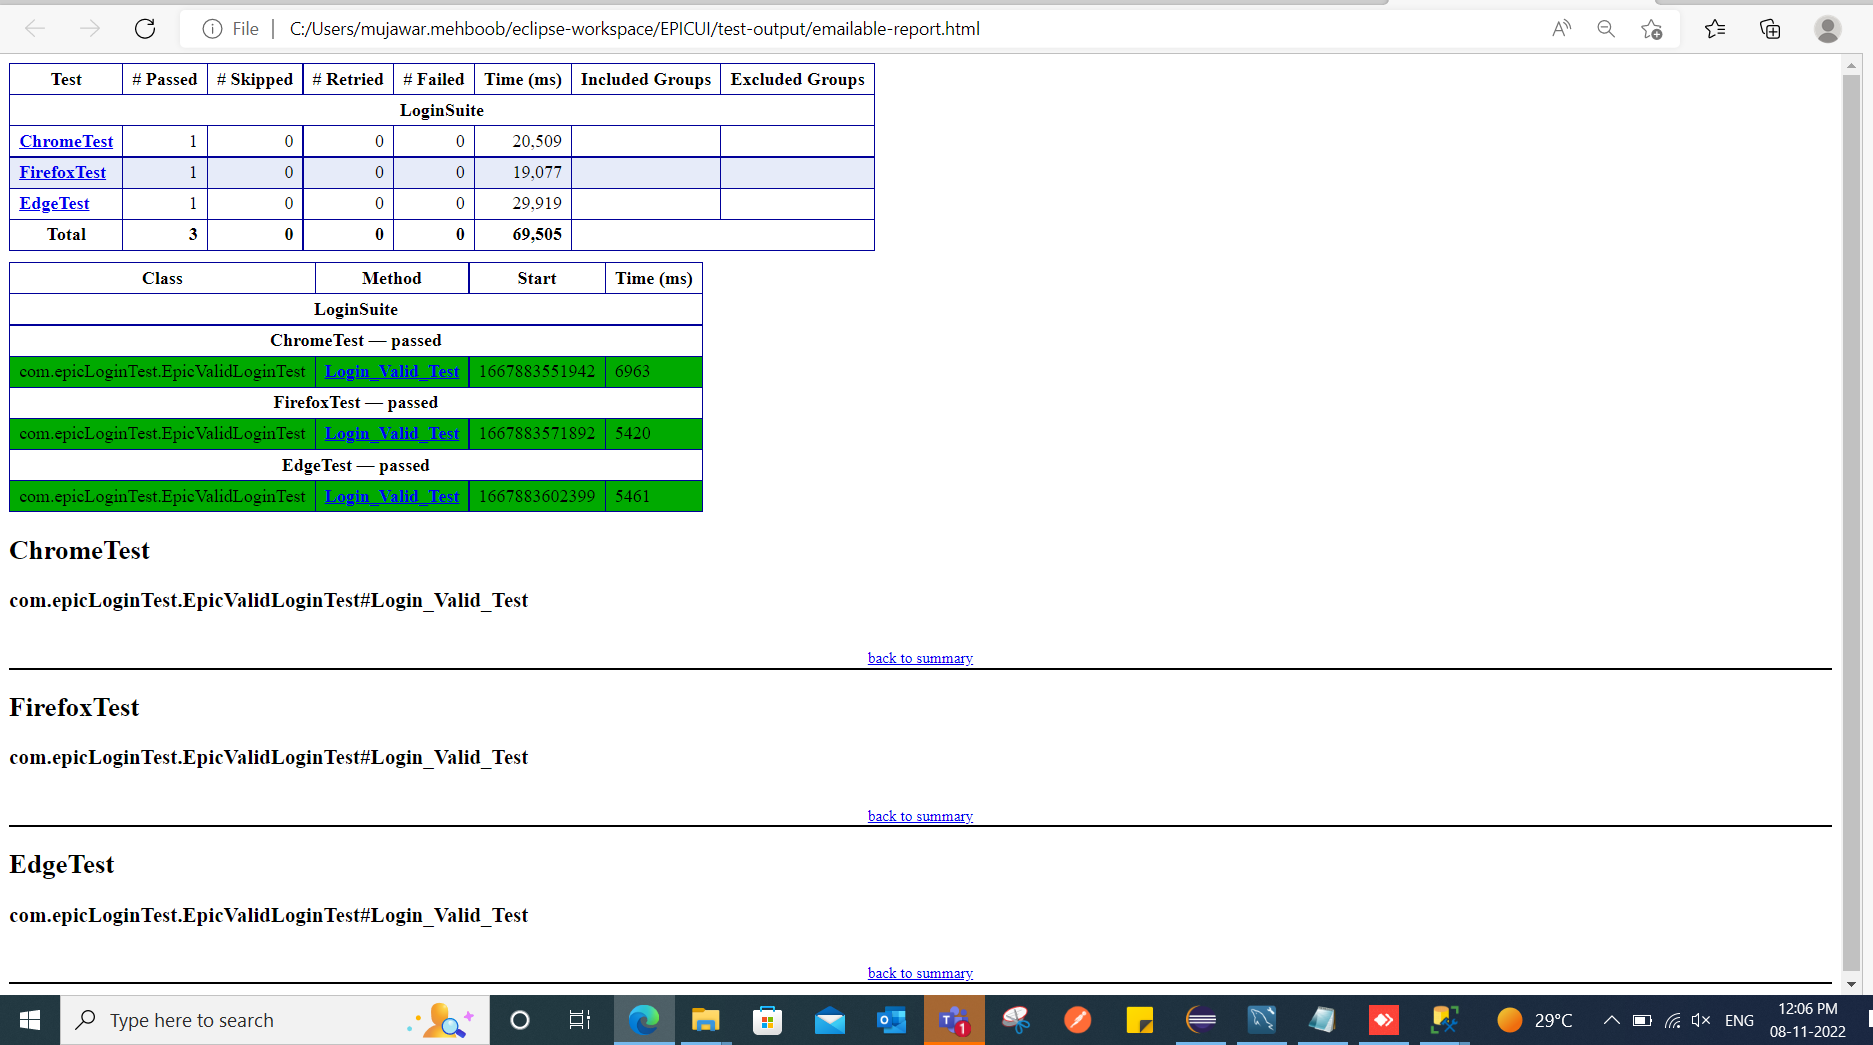 File | C:/Users/mujawar.mehboob/eclipse-workspace/EPICUI/test-output/emailable-report.html
Test # Passed # Skipped # Retried # Failed Time (ms) Included Groups Excluded Groups
LoginSuite
ChromeTest 1 0 0 0 20,509
FirefoxTest 1 0 0 0 19,077
EdgeTest 1 0 0 0 29,919
Total 3 0 0 0 69,505
Class Method Start Time (ms)
LoginSuite
ChromeTest — passed
com.epicLoginTest.EpicValidLoginTest Login_Valid_Test 1667883551942 6963
FirefoxTest — passed
com.epicLoginTest.EpicValidLoginTest Login_Valid_Test 1667883571892 5420
EdgeTest — passed
com.epicLoginTest.EpicValidLoginTest Login_Valid_Test 1667883602399 5461
ChromeTest
com.epicLoginTest.EpicValidLoginTest#Login_Valid_Test
back to summary
FirefoxTest
com.epicLoginTest.EpicValidLoginTest#Login_Valid_Test
back to summary
EdgeTest
com.epicLoginTest.EpicValidLoginTest#Login_Valid_Test
back to summary
Type here to search 1 29°C ENG 12:06 PM
08-11-2022